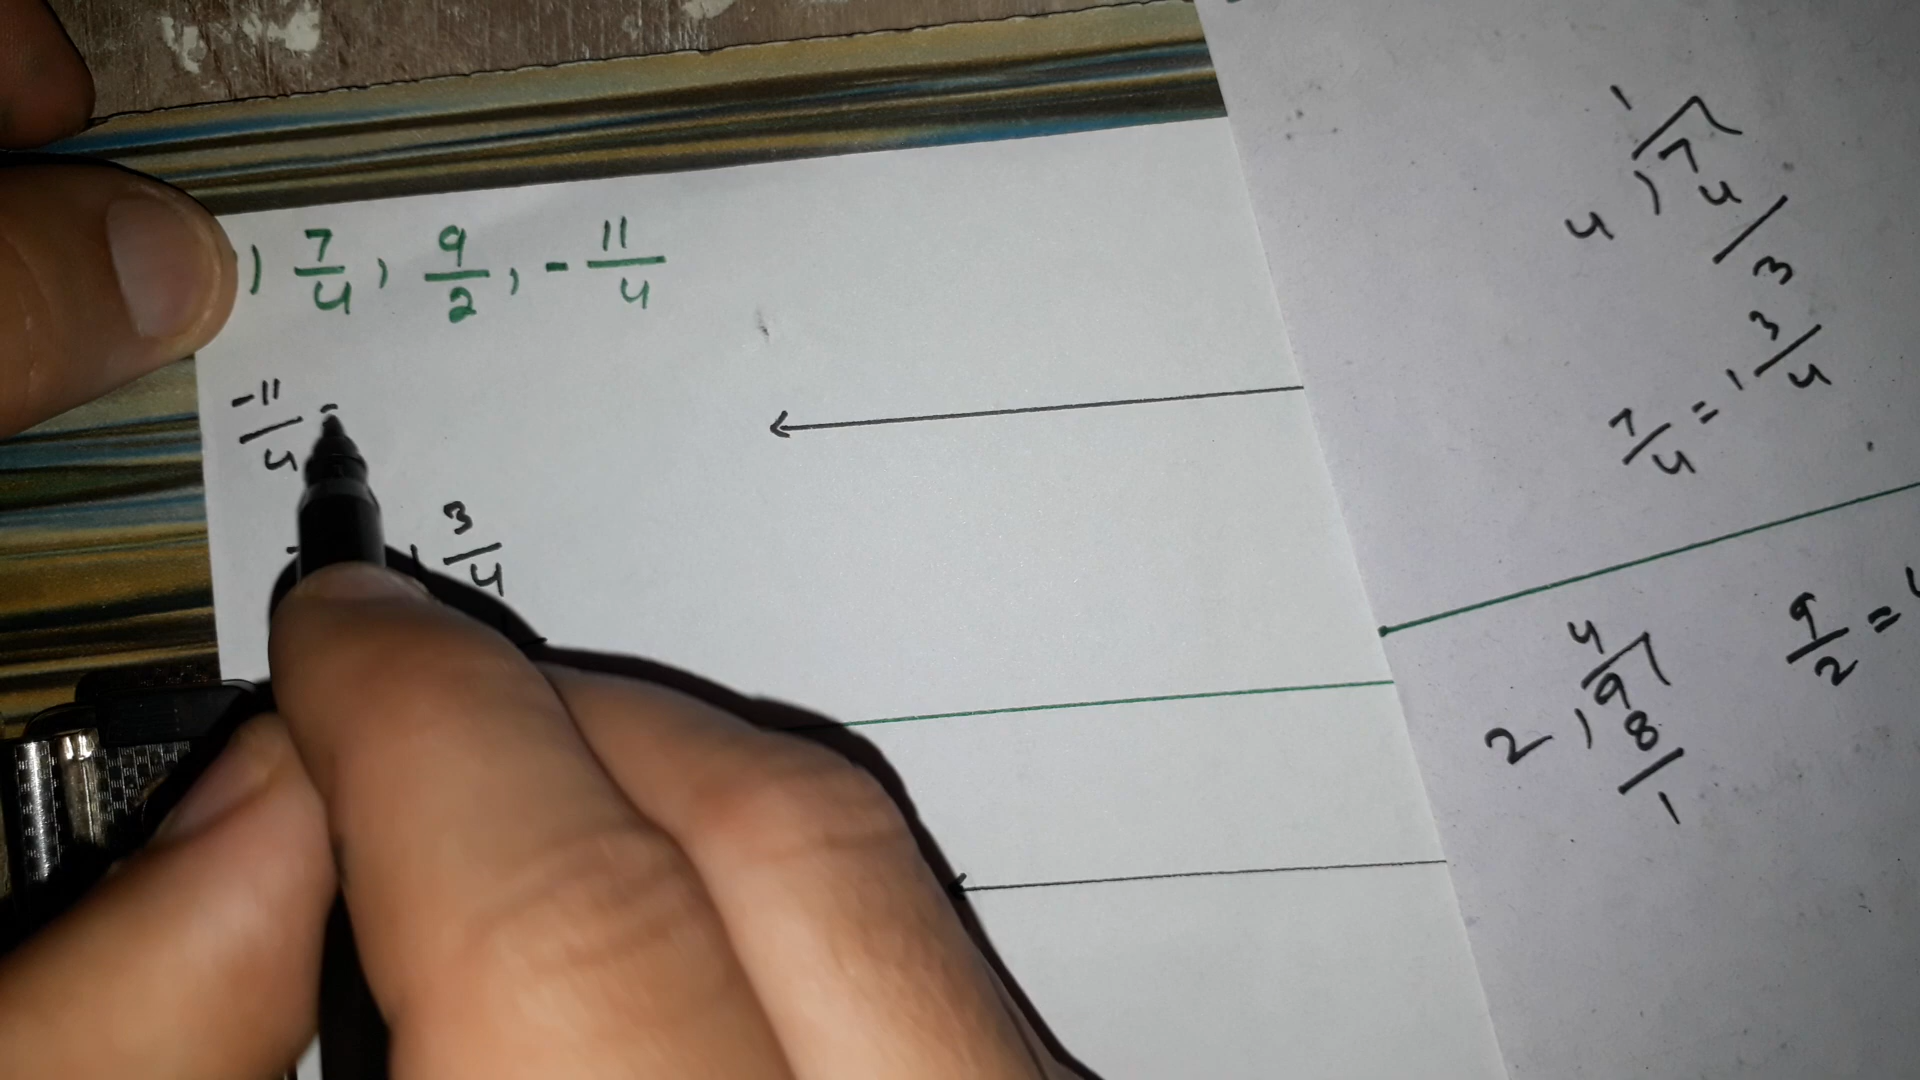 ) 7/4, 9/2, - 11/4
-11/4 =
3/4
1
4 ) 7
4
3
7/4 = 1 3/4
4
2 ) 9
8
1
9/2 =